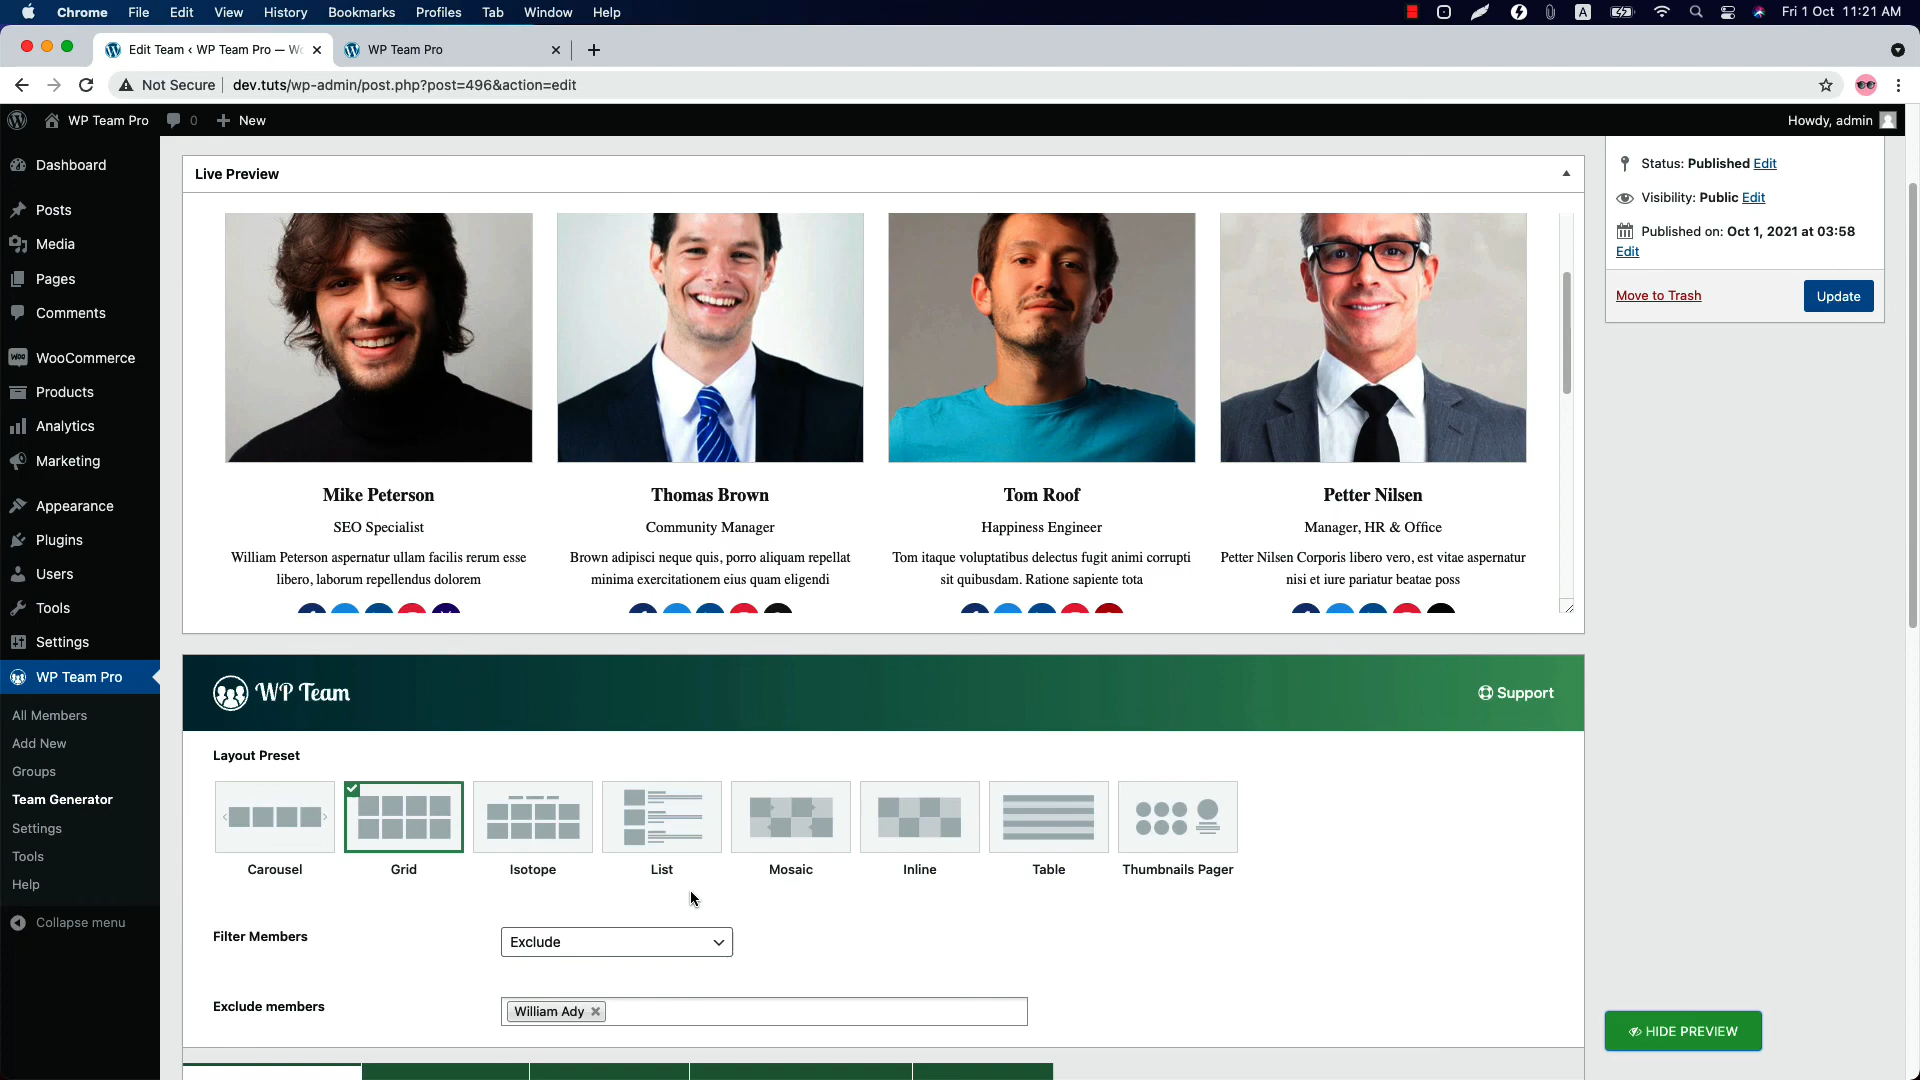 Chrome File Edit View History Bookmarks Profiles Tab Window Help
A
Fri 1 Oct 11:21 AM
Edit Team ‹ WP Team Pro — Wo
WP Team Pro
Not Secure
dev.tuts/wp-admin/post.php?post=496&action=edit
WP Team Pro
0
New
Howdy, admin
Dashboard
Posts
Media
Pages
Comments
WooCommerce
Products
Analytics
Marketing
Appearance
Plugins
Users
Tools
Settings
WP Team Pro
All Members
Add New
Groups
Team Generator
Settings
Tools
Help
Collapse menu
Live Preview
Mike Peterson
SEO Specialist
William Peterson aspernatur ullam facilis rerum esse
libero, laborum repellendus dolorem
Thomas Brown
Community Manager
Brown adipisci neque quis, porro aliquam repellat
minima exercitationem eius quam eligendi
Tom Roof
Happiness Engineer
Tom itaque voluptatibus delectus fugit animi corrupti
sit quibusdam. Ratione sapiente tota
Petter Nilsen
Manager, HR & Office
Petter Nilsen Corporis libero vero, est vitae aspernatur
nisi et iure pariatur beatae poss
Status: Published Edit
Visibility: Public Edit
Published on: Oct 1, 2021 at 03:58
Edit
Move to Trash
Update
WP Team
Support
Layout Preset
Carousel
Grid
Isotope
List
Mosaic
Inline
Table
Thumbnails Pager
Filter Members
Exclude
Exclude members
William Ady
HIDE PREVIEW